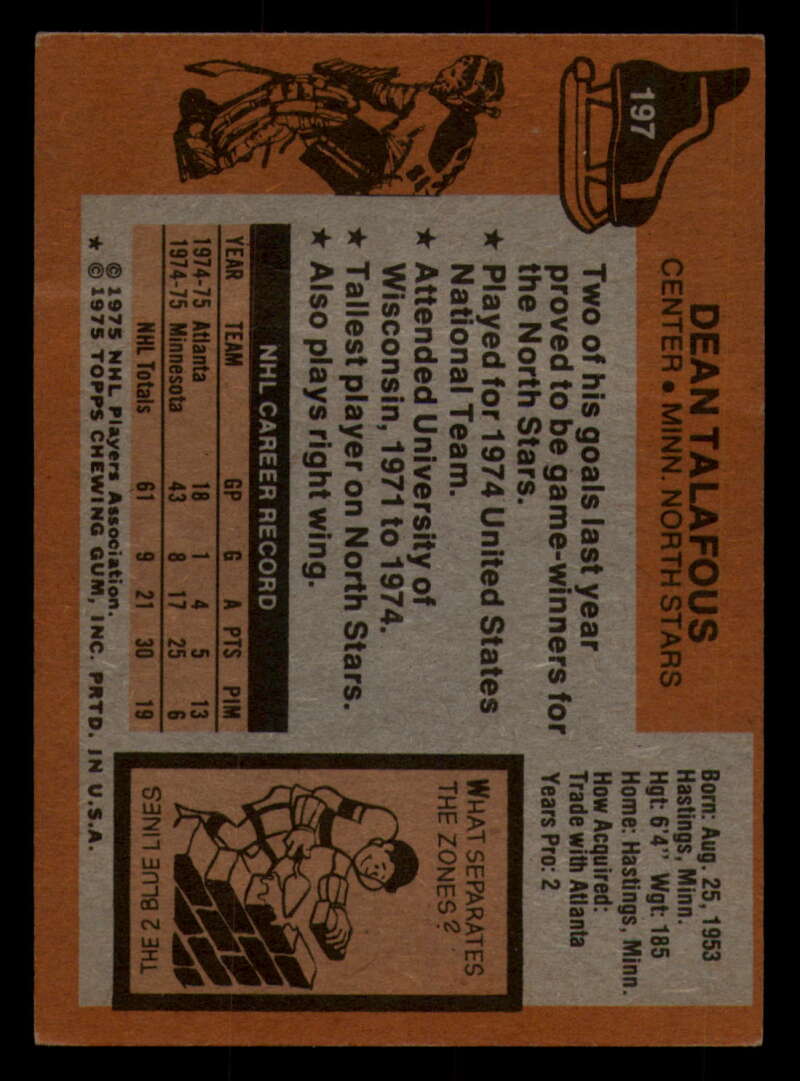 197
DEAN TALAFOUS
CENTER • MINN. NORTH STARS
Two of his goals last year
proved to be game-winners for
the North Stars.
★ Played for 1974 United States
National Team.
★ Attended University of
Wisconsin, 1971 to 1974.
★ Tallest player on North Stars.
★ Also plays right wing.
NHL CAREER RECORD
YEAR TEAM GP G A PTS PIM
1974-75 Atlanta 18 1 4 5 13
1974-75 Minnesota 43 8 17 25 6
NHL Totals 61 9 21 30 19
© 1975 NHL Players Association.
★ © 1975 TOPPS CHEWING GUM, INC. PRTD. IN U.S.A.
Born: Aug. 25, 1953
Hastings, Minn.
Hgt: 6'4" Wgt: 185
Home: Hastings, Minn.
How Acquired:
Trade with Atlanta
Years Pro: 2
WHAT SEPARATES
THE ZONES?
THE 2 BLUE LINES